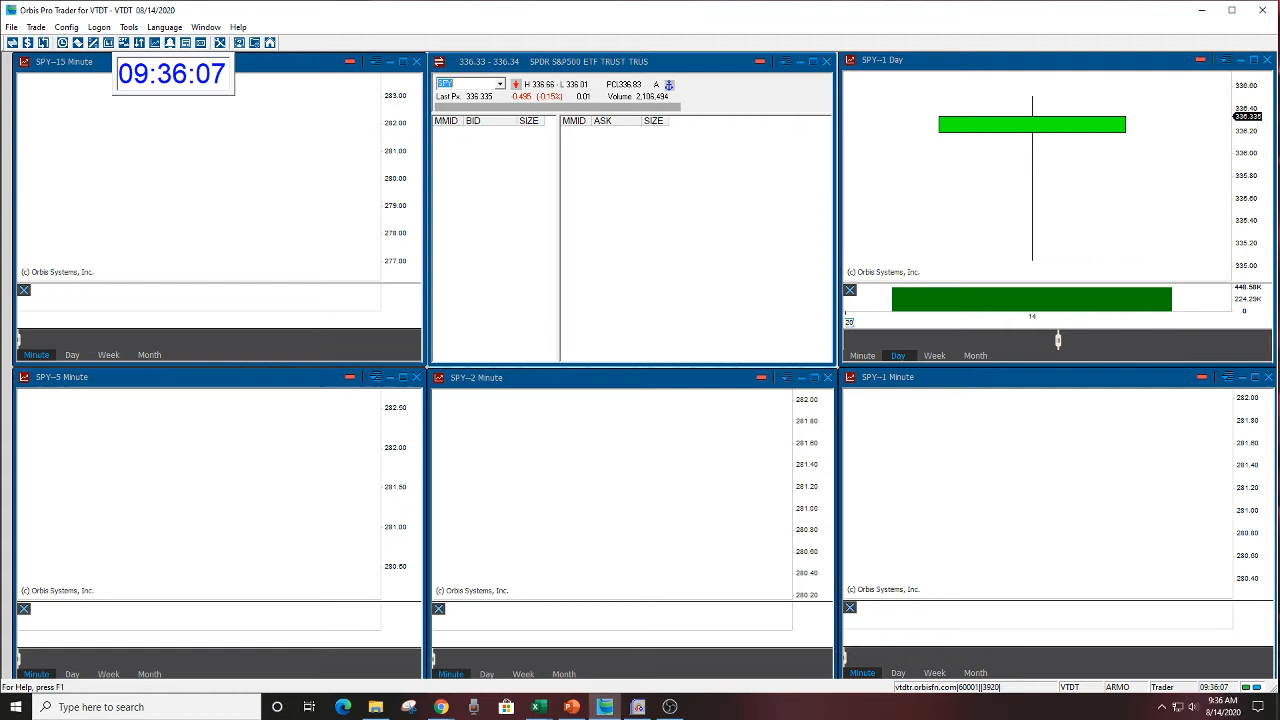 Orbis Pro Trader for VTDT - VTDT 08/14/2020
File Trade Config Logon Tools Language Window Help
SPY--15 Minute
09:36:07
283.00
282.00
281.00
280.00
279.00
278.00
277.00
(c) Orbis Systems, Inc.
Minute Day Week Month
336.33 - 336.34 SPDR S&P500 ETF TRUST TRUS
SPY H 336.66 - L 336.01 PCL336.83 A
Last Px. 336.335 -0.495 (-0.15%) 0.01 Volume 2,106,494
MMID BID SIZE MMID ASK SIZE
SPY--1 Day
336.60
336.40
336.335
336.20
336.00
335.80
335.60
335.40
335.20
335.00
(c) Orbis Systems, Inc.
448.58K
224.29K
0
14
20
Minute Day Week Month
SPY--5 Minute
282.50
282.00
281.50
281.00
280.50
(c) Orbis Systems, Inc.
Minute Day Week Month
SPY--2 Minute
282.00
281.80
281.60
281.40
281.20
281.00
280.80
280.60
280.40
280.20
(c) Orbis Systems, Inc.
Minute Day Week Month
SPY--1 Minute
282.00
281.80
281.60
281.40
281.20
281.00
280.80
280.60
280.40
(c) Orbis Systems, Inc.
Minute Day Week Month
For Help, press F1
vtdtr.orbisfn.com|60001||3920| VTDT ARMO Trader 09:36:07
Type here to search
9:36 AM
8/14/2020